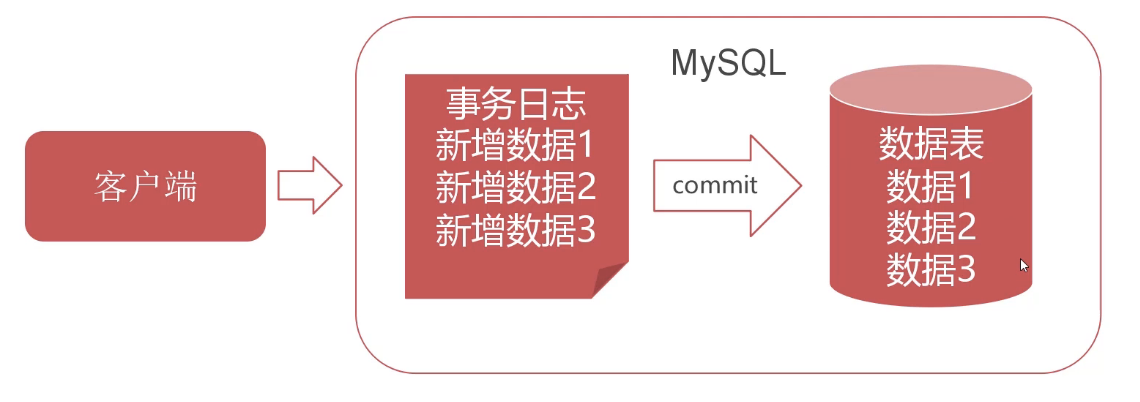 MySQL
客户端
事务日志
新增数据1
新增数据2
新增数据3
commit
数据表
数据1
数据2
数据3